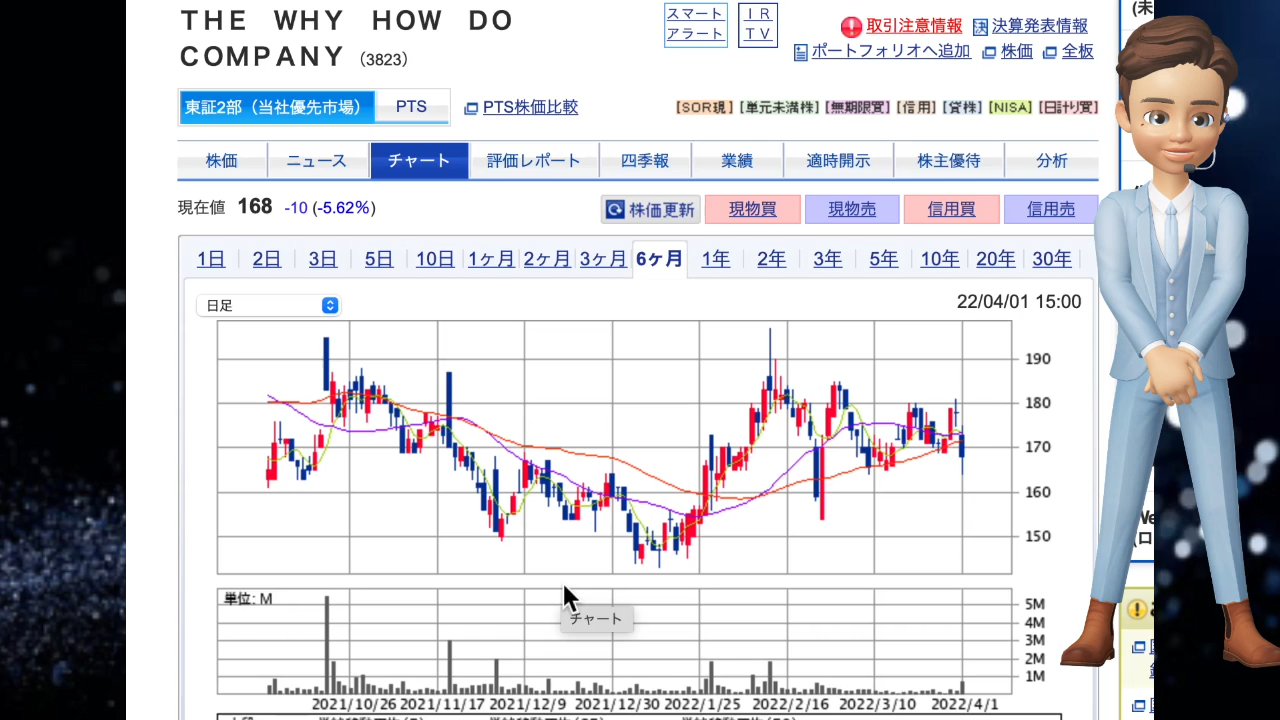 THE WHY HOW DO
COMPANY (3823)
スマート
アラート
IR
TV
取引注意情報 決算発表情報
ポートフォリオへ追加 株価 全板
(未
東証2部（当社優先市場） PTS PTS株価比較
[SOR現] [単元未満株] [無期限寛] [信用] [貸株] [NISA] [日計り寛]
株価 ニュース チャート 評価レポート 四季報 業績 適時開示 株主優待 分析
現在値 168 -10 (-5.62%) 株価更新 現物買 現物売 信用買 信用売
1日 2日 3日 5日 10日 1ヶ月 2ヶ月 3ヶ月 6ヶ月 1年 2年 3年 5年 10年 20年 30年
日足 22/04/01 15:00
190
180
170
160
150
単位: M
5M
4M
3M
2M
1M
チャート
2021/10/26 2021/11/17 2021/12/9 2021/12/30 2022/1/25 2022/2/16 2022/3/10 2022/4/1